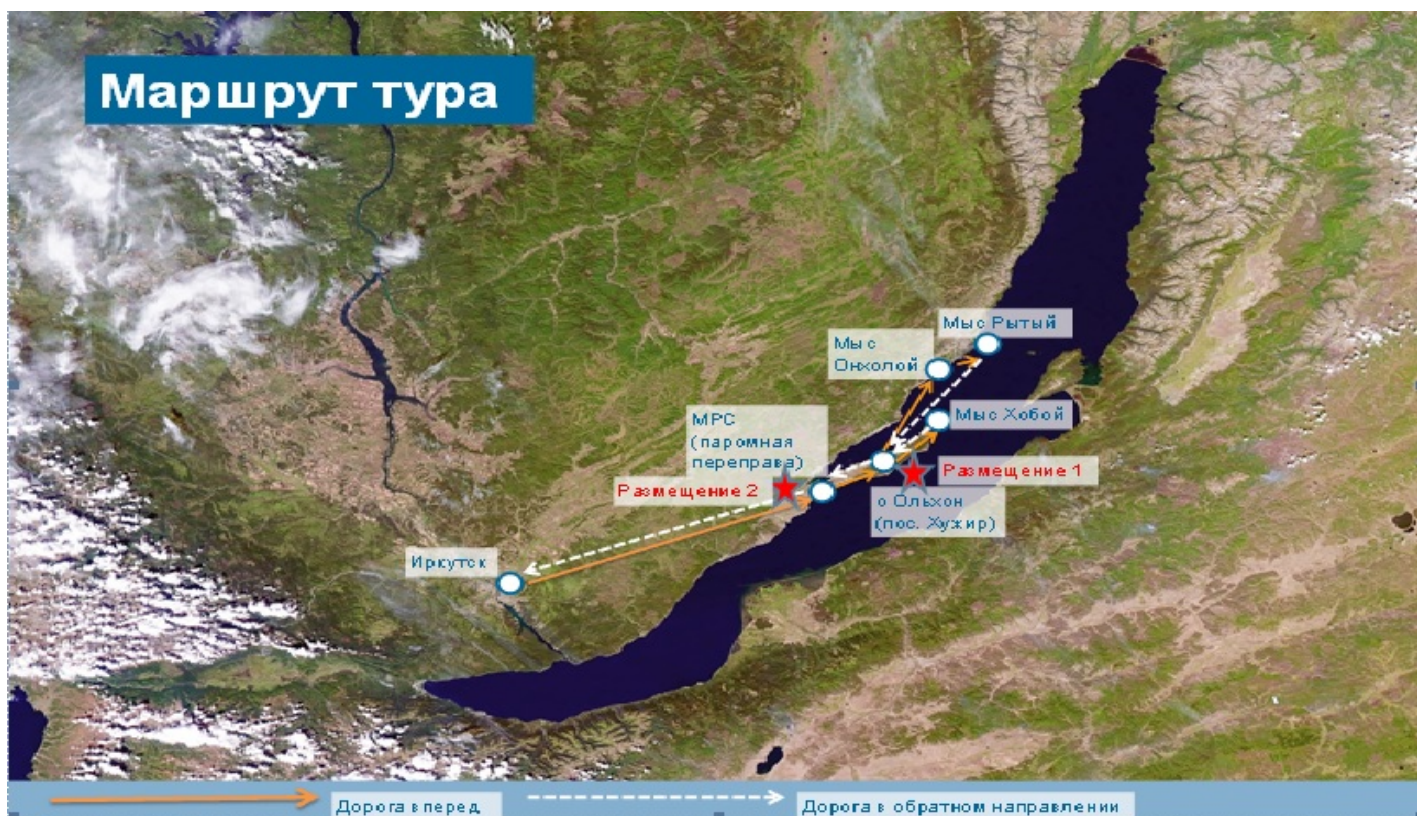 Маршрут тура
Мыс Рытый
Мыс
Онхолой
Мыс Хобой
МРС
(паромная
переправа)
Размещение 1
Размещение 2
о Ольхон
(пос. Хужир)
Иркутск
Дорога в перед
Дорога в обратном направлении